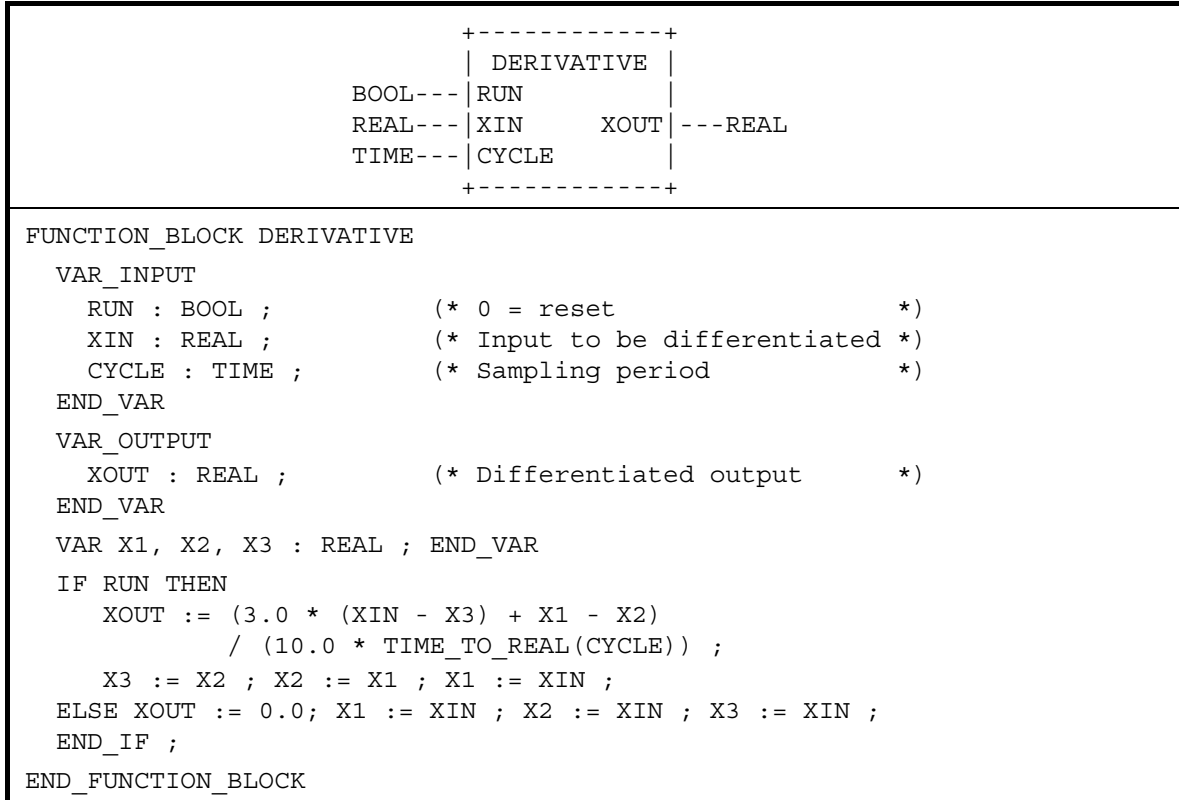 +------------+
| DERIVATIVE |
BOOL---|RUN         |
REAL---|XIN     XOUT|---REAL
TIME---|CYCLE       |
+------------+
FUNCTION_BLOCK DERIVATIVE
VAR_INPUT
RUN : BOOL ;          (* 0 = reset                 *)
XIN : REAL ;          (* Input to be differentiated *)
CYCLE : TIME ;        (* Sampling period           *)
END_VAR
VAR_OUTPUT
XOUT : REAL ;         (* Differentiated output     *)
END_VAR
VAR X1, X2, X3 : REAL ; END_VAR
IF RUN THEN
XOUT := (3.0 * (XIN - X3) + X1 - X2)
/ (10.0 * TIME_TO_REAL(CYCLE)) ;
X3 := X2 ; X2 := X1 ; X1 := XIN ;
ELSE XOUT := 0.0; X1 := XIN ; X2 := XIN ; X3 := XIN ;
END_IF ;
END_FUNCTION_BLOCK